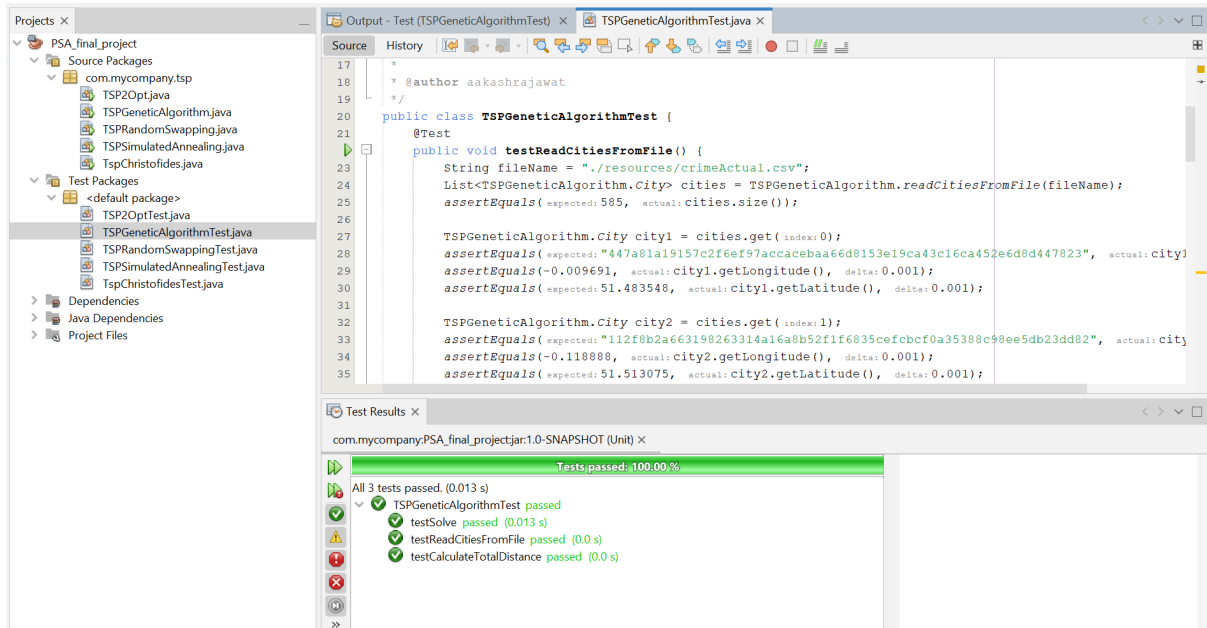 Projects
PSA_final_project
Source Packages
com.mycompany.tsp
TSP2Opt.java
TSPGeneticAlgorithm.java
TSPRandomSwapping.java
TSPSimulatedAnnealing.java
TspChristofides.java
Test Packages
<default package>
TSP2OptTest.java
TSPGeneticAlgorithmTest.java
TSPRandomSwappingTest.java
TSPSimulatedAnnealingTest.java
TspChristofidesTest.java
Dependencies
Java Dependencies
Project Files
Output - Test (TSPGeneticAlgorithmTest) TSPGeneticAlgorithmTest.java
Source History
17 *
18 * @author aakashrajawat
19 */
20 public class TSPGeneticAlgorithmTest {
21 @Test
public void testReadCitiesFromFile() {
23 String fileName = "./resources/crimeActual.csv";
24 List<TSPGeneticAlgorithm.City> cities = TSPGeneticAlgorithm.readCitiesFromFile(fileName);
25 assertEquals( expected: 585, actual: cities.size());
26
27 TSPGeneticAlgorithm.City city1 = cities.get( index: 0);
28 assertEquals( expected: "447a81a19157c2f6ef97accacebaa66d8153e19ca43c16ca452e6d8d447823", actual: city1
29 assertEquals(-0.009691, actual: city1.getLongitude(), delta: 0.001);
30 assertEquals( expected: 51.483548, actual: city1.getLatitude(), delta: 0.001);
31
32 TSPGeneticAlgorithm.City city2 = cities.get( index: 1);
33 assertEquals( expected: "112f8b2a663198263314a16a8b52f1f6835cefcbcf0a35388c98ee5db23dd82", actual: city
34 assertEquals(-0.118888, actual: city2.getLongitude(), delta: 0.001);
35 assertEquals( expected: 51.513075, actual: city2.getLatitude(), delta: 0.001);
Test Results
com.mycompany:PSA_final_project:jar:1.0-SNAPSHOT (Unit)
Tests passed: 100.00 %
All 3 tests passed. (0.013 s)
TSPGeneticAlgorithmTest passed
testSolve passed (0.013 s)
testReadCitiesFromFile passed (0.0 s)
testCalculateTotalDistance passed (0.0 s)